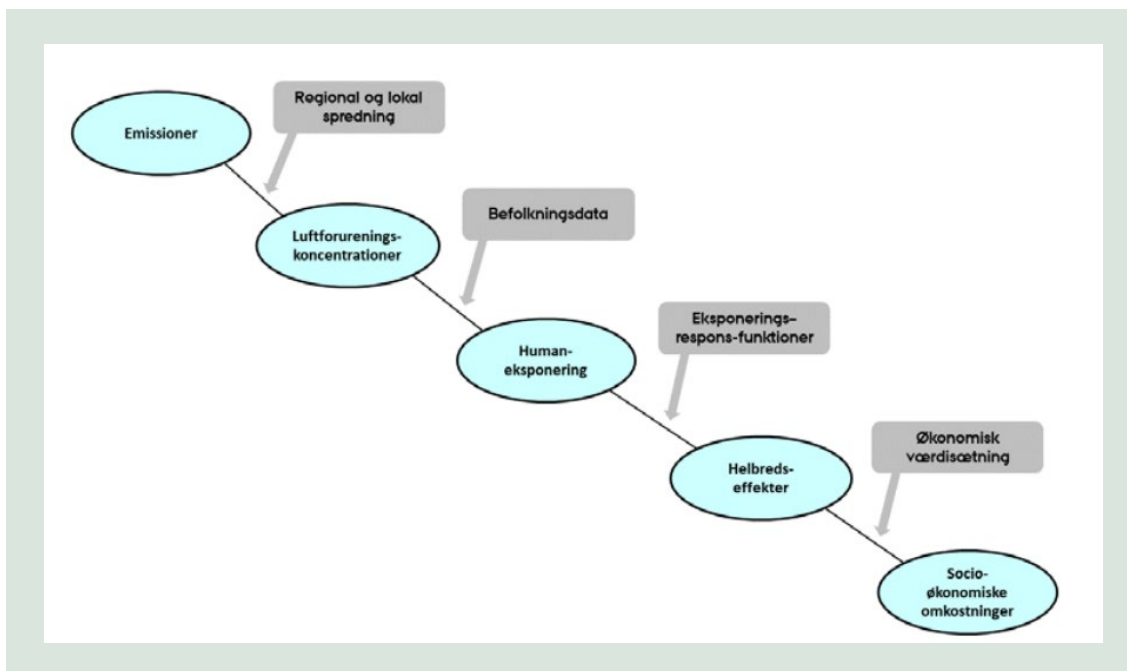 Regional og lokal
spredning
Emissioner
Befolkningsdata
Luftforurenings-
koncentrationer
Eksponerings-
respons-funktioner
Human-
eksponering
Økonomisk
værdisætning
Helbreds-
effekter
Socio-
økonomiske
omkostninger